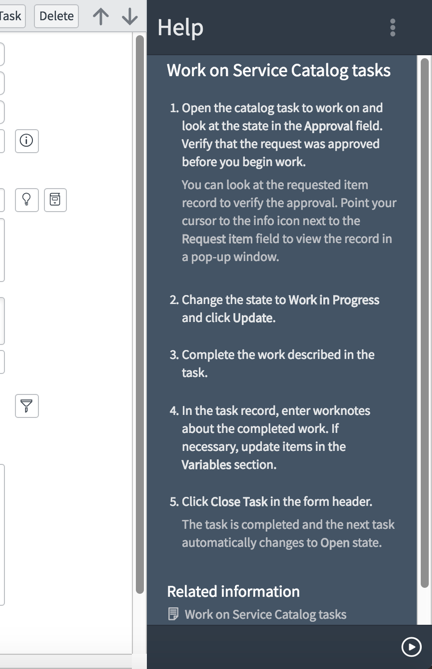 Task
Delete
Help
Work on Service Catalog tasks
1. Open the catalog task to work on and
look at the state in the Approval field.
Verify that the request was approved
before you begin work.
You can look at the requested item
record to verify the approval. Point your
cursor to the info icon next to the
Request item field to view the record in
a pop-up window.
2. Change the state to Work in Progress
and click Update.
3. Complete the work described in the
task.
4. In the task record, enter worknotes
about the completed work. If
necessary, update items in the
Variables section.
5. Click Close Task in the form header.
The task is completed and the next task
automatically changes to Open state.
Related information
Work on Service Catalog tasks